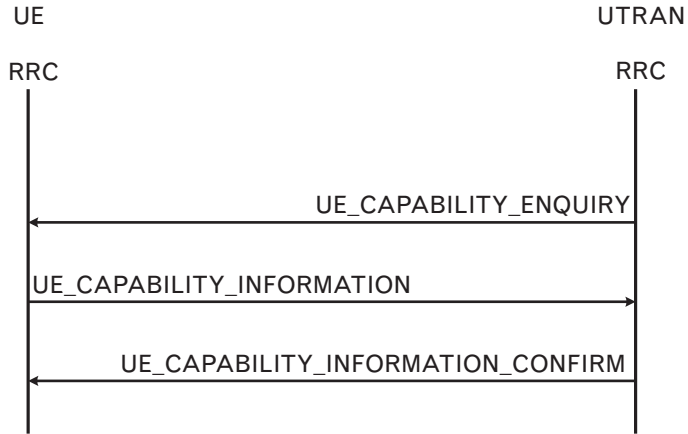 UE UTRAN
RRC RRC
UE_CAPABILITY_ENQUIRY
UE_CAPABILITY_INFORMATION
UE_CAPABILITY_INFORMATION_CONFIRM